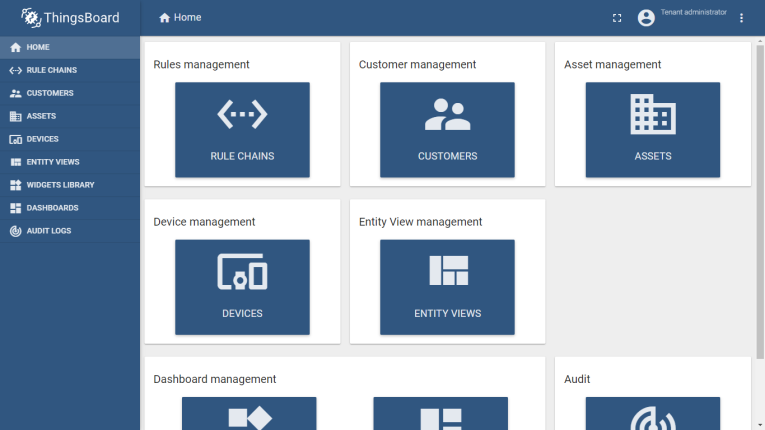 ThingsBoard
Home
Tenant administrator
HOME
RULE CHAINS
CUSTOMERS
ASSETS
DEVICES
ENTITY VIEWS
WIDGETS LIBRARY
DASHBOARDS
AUDIT LOGS
Rules management
Customer management
Asset management
RULE CHAINS
CUSTOMERS
ASSETS
Device management
Entity View management
DEVICES
ENTITY VIEWS
Dashboard management
Audit